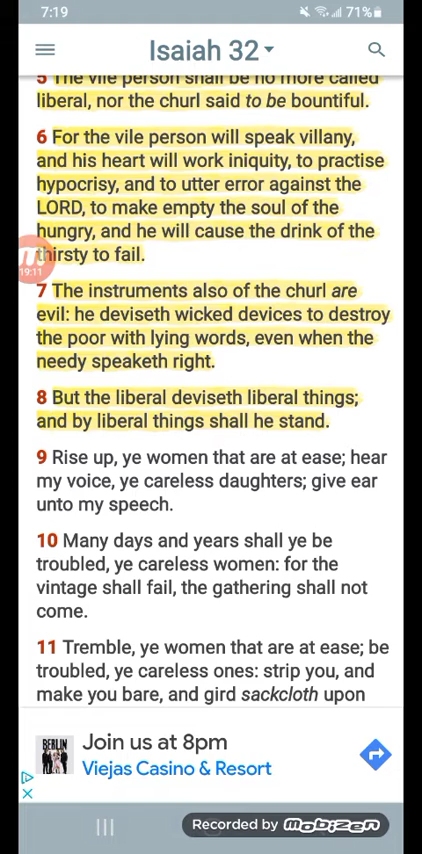 7:19
71%
Isaiah 32
5 The vile person shall be no more called
liberal, nor the churl said to be bountiful.
6 For the vile person will speak villany,
and his heart will work iniquity, to practise
hypocrisy, and to utter error against the
LORD, to make empty the soul of the
hungry, and he will cause the drink of the
thirsty to fail.
19:11
7 The instruments also of the churl are
evil: he deviseth wicked devices to destroy
the poor with lying words, even when the
needy speaketh right.
8 But the liberal deviseth liberal things;
and by liberal things shall he stand.
9 Rise up, ye women that are at ease; hear
my voice, ye careless daughters; give ear
unto my speech.
10 Many days and years shall ye be
troubled, ye careless women: for the
vintage shall fail, the gathering shall not
come.
11 Tremble, ye women that are at ease; be
troubled, ye careless ones: strip you, and
make you bare, and gird sackcloth upon
BERLIN
Join us at 8pm
Viejas Casino & Resort
Recorded by mobizen